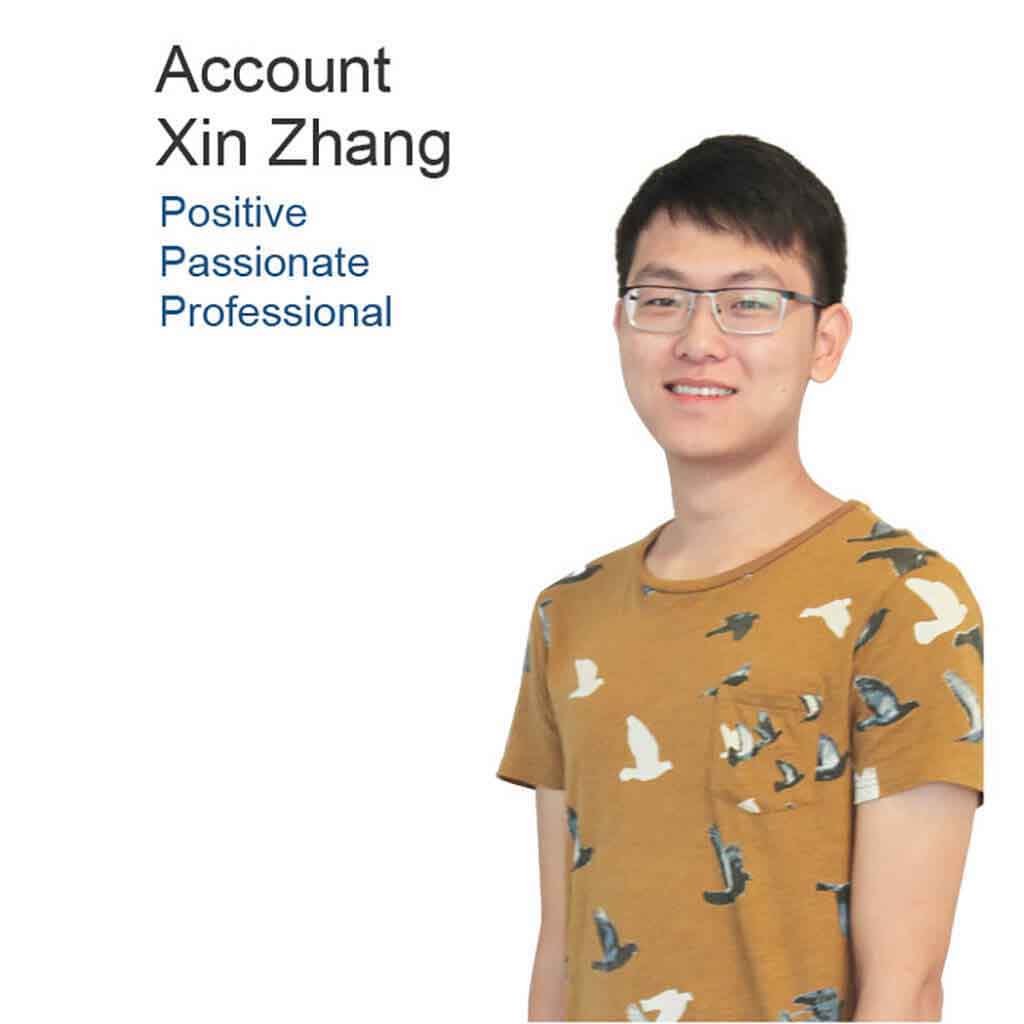 Account
Xin Zhang
Positive
Passionate
Professional